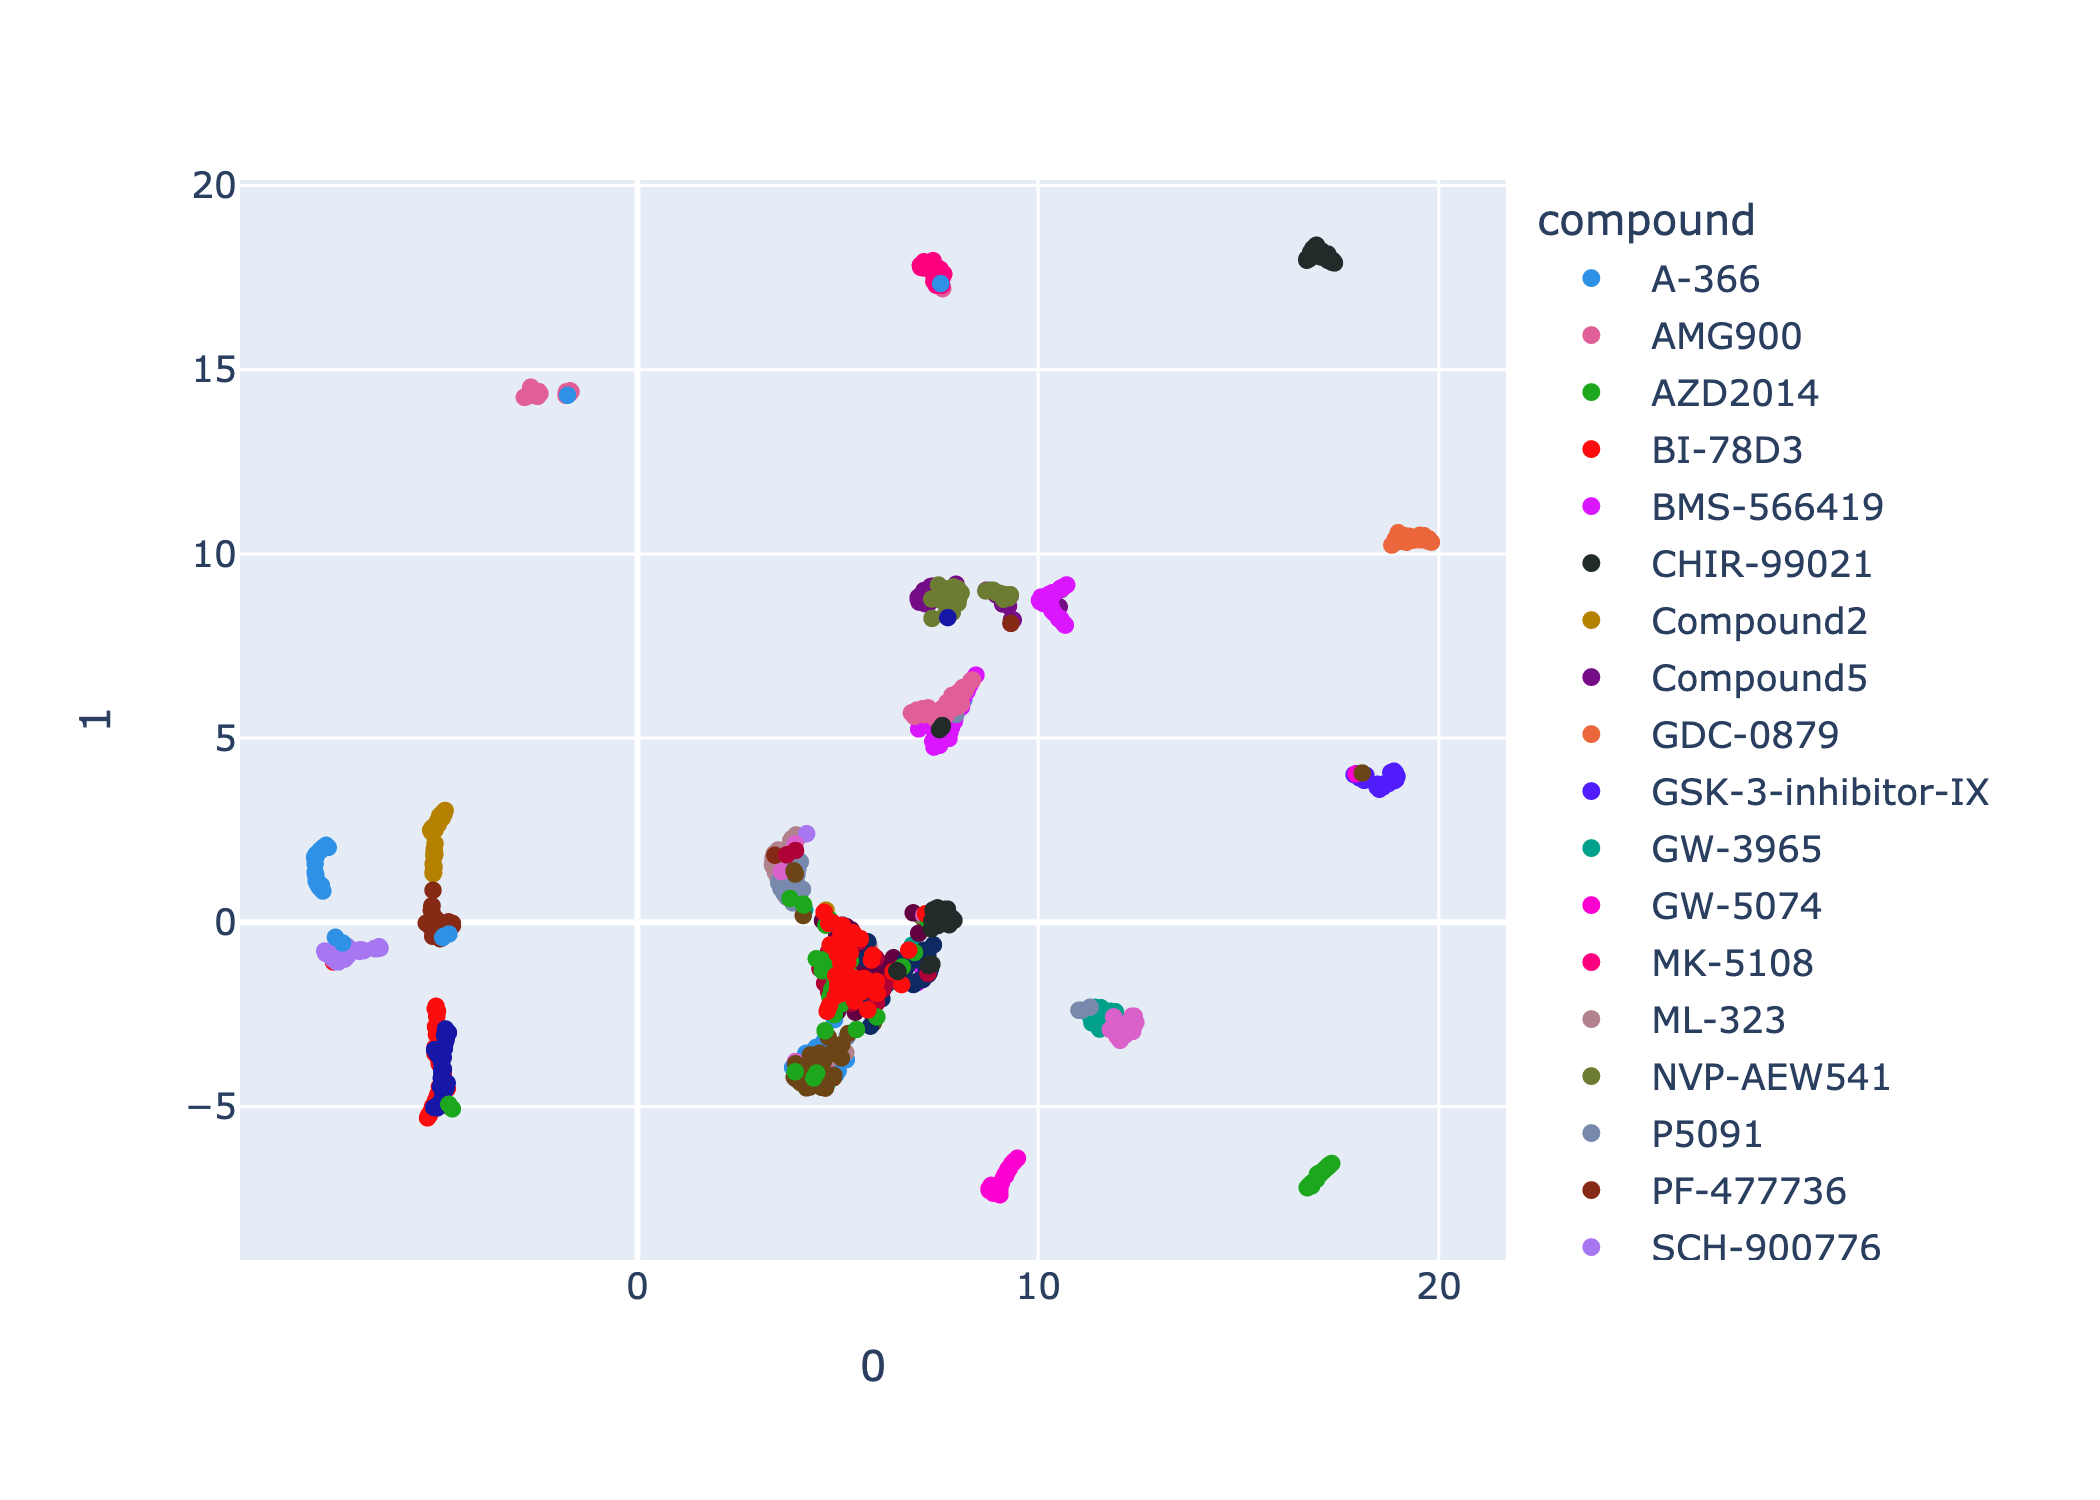 20
15
10
5
0
−5
1
0
10
20
0
compound
A-366
AMG900
AZD2014
BI-78D3
BMS-566419
CHIR-99021
Compound2
Compound5
GDC-0879
GSK-3-inhibitor-IX
GW-3965
GW-5074
MK-5108
ML-323
NVP-AEW541
P5091
PF-477736
SCH-900776